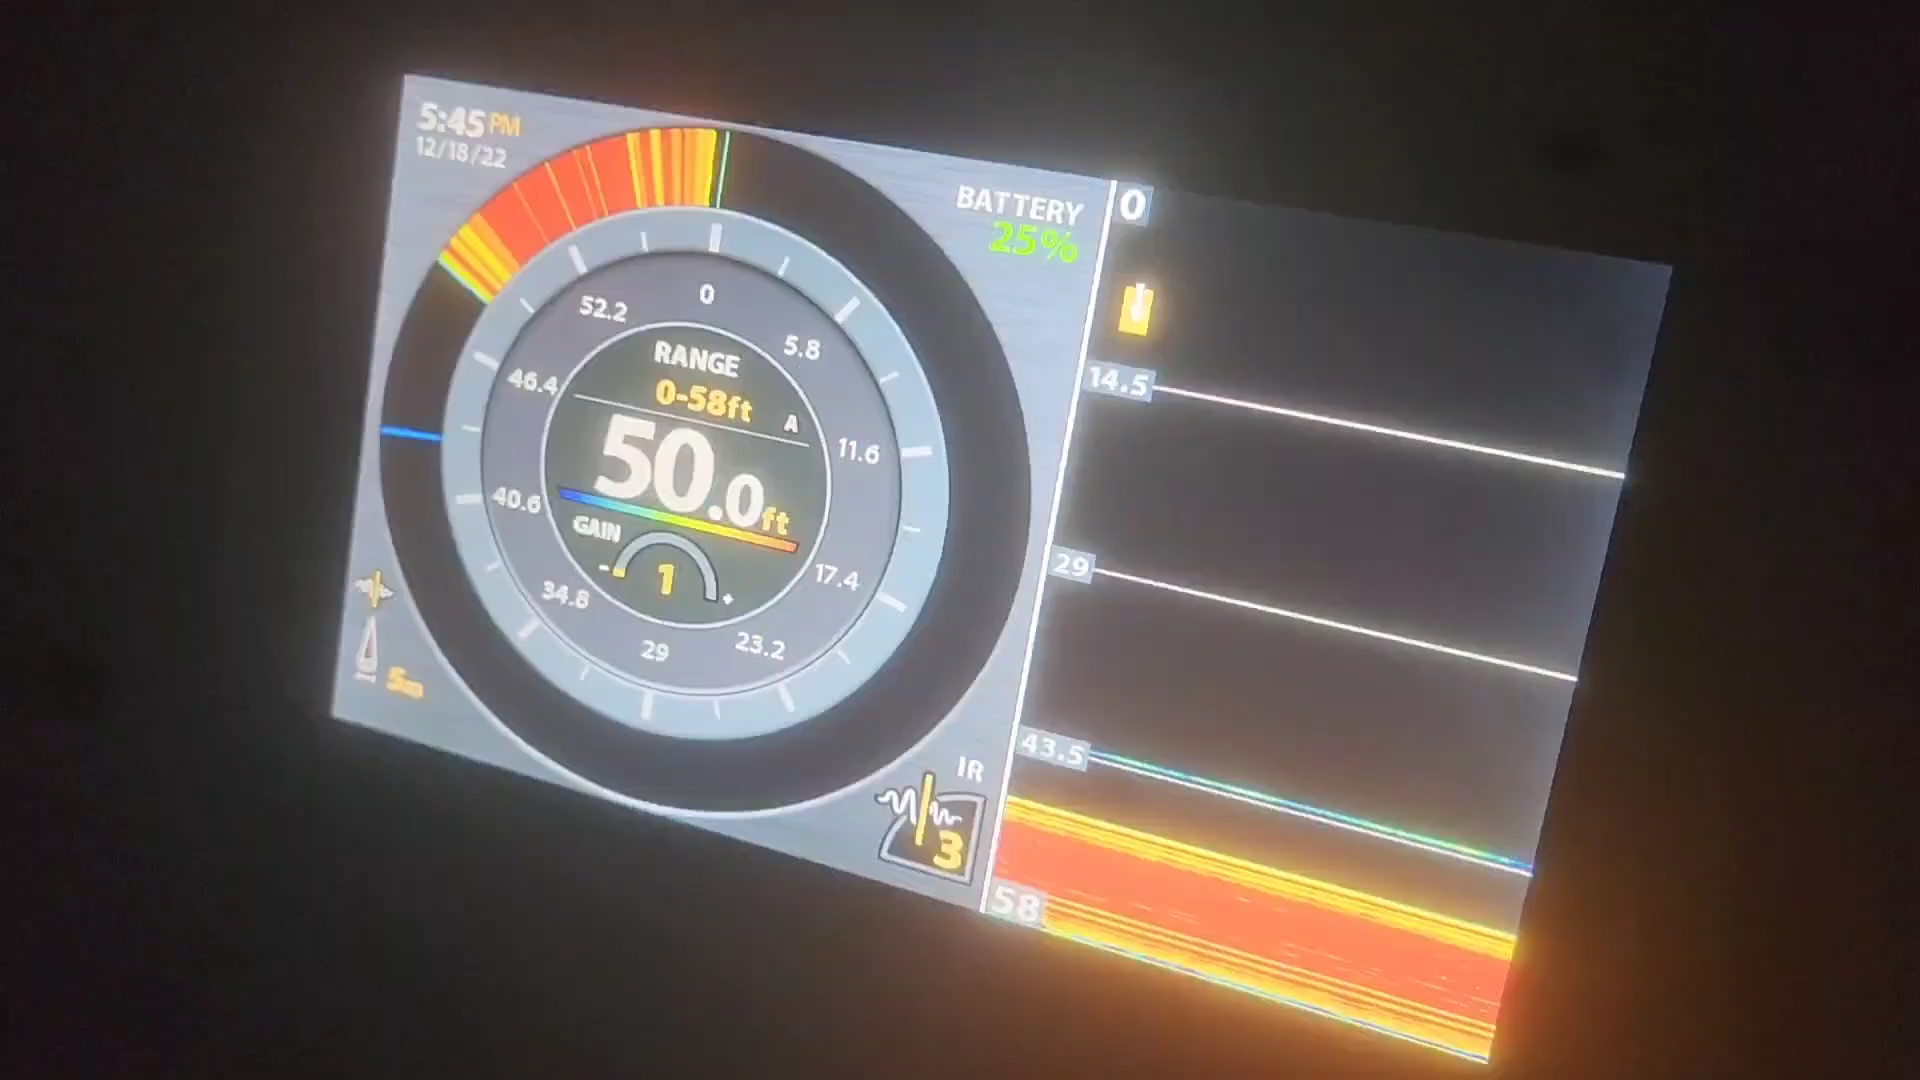 5:45 PM
12/18/22
BATTERY
25%
0
5.8
11.6
17.4
23.2
29
34.8
40.6
46.4
52.2
RANGE
0-58ft
A
50.0ft
GAIN
- 1 +
IR
3
0
14.5
29
43.5
58